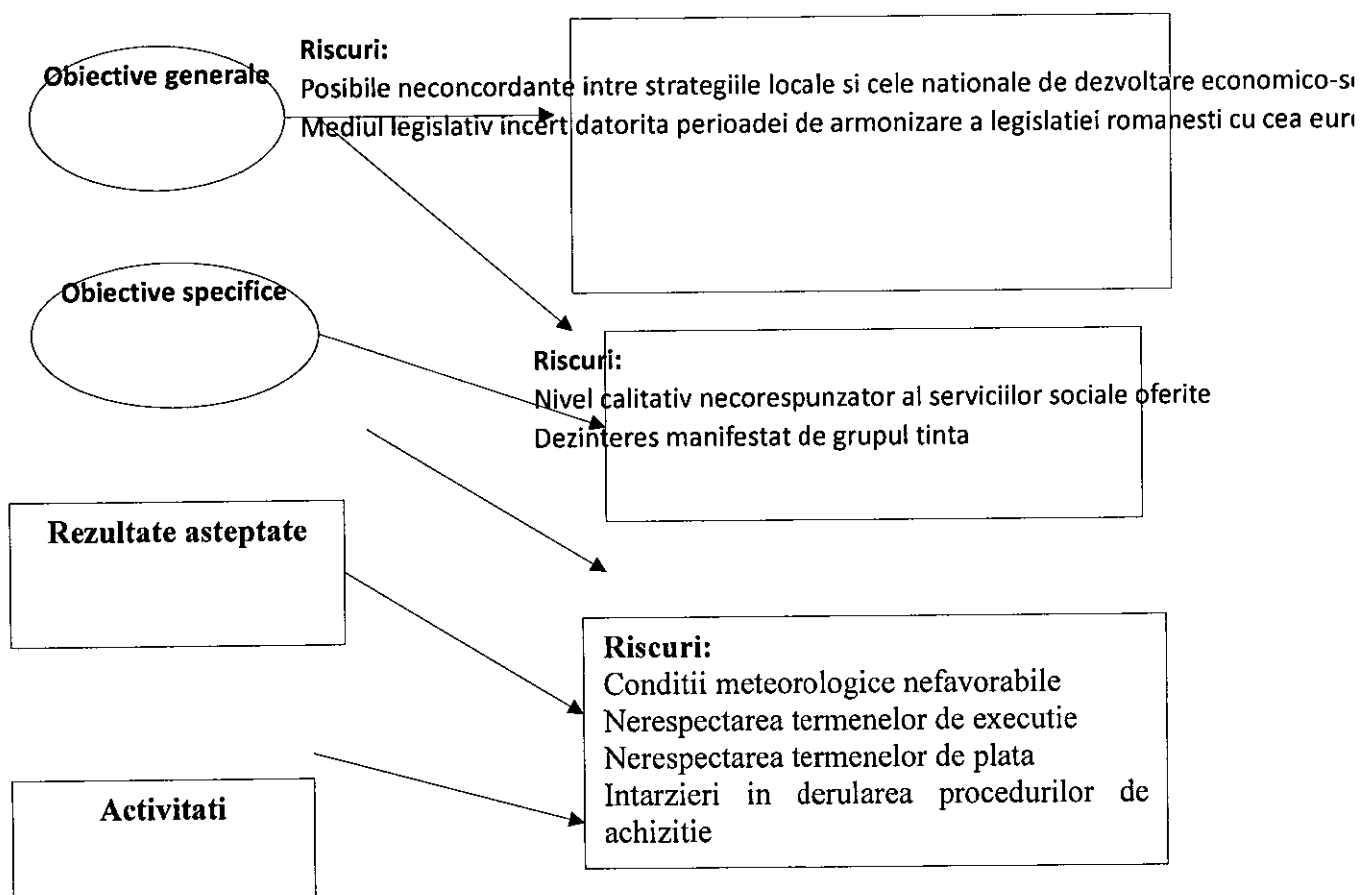 Obiective generale
Riscuri:
Posibile neconcordante intre strategiile locale si cele nationale de dezvoltare
Mediul legislativ incert datorita perioadei de armonizare a legislatiei romanesti cu cea
Obiective specifice
Riscuri:
Nivel calitativ necorespunzator al serviciilor sociale oferite
Dezinteres manifestat de grupul tinta
Rezultate asteptate
Riscuri:
Conditii meteorologice nefavorabile
Nerespectarea termenelor de executie
Nerespectarea termenelor de plata
Intarzieri in derularea procedurilor de
achizitie
Activitati